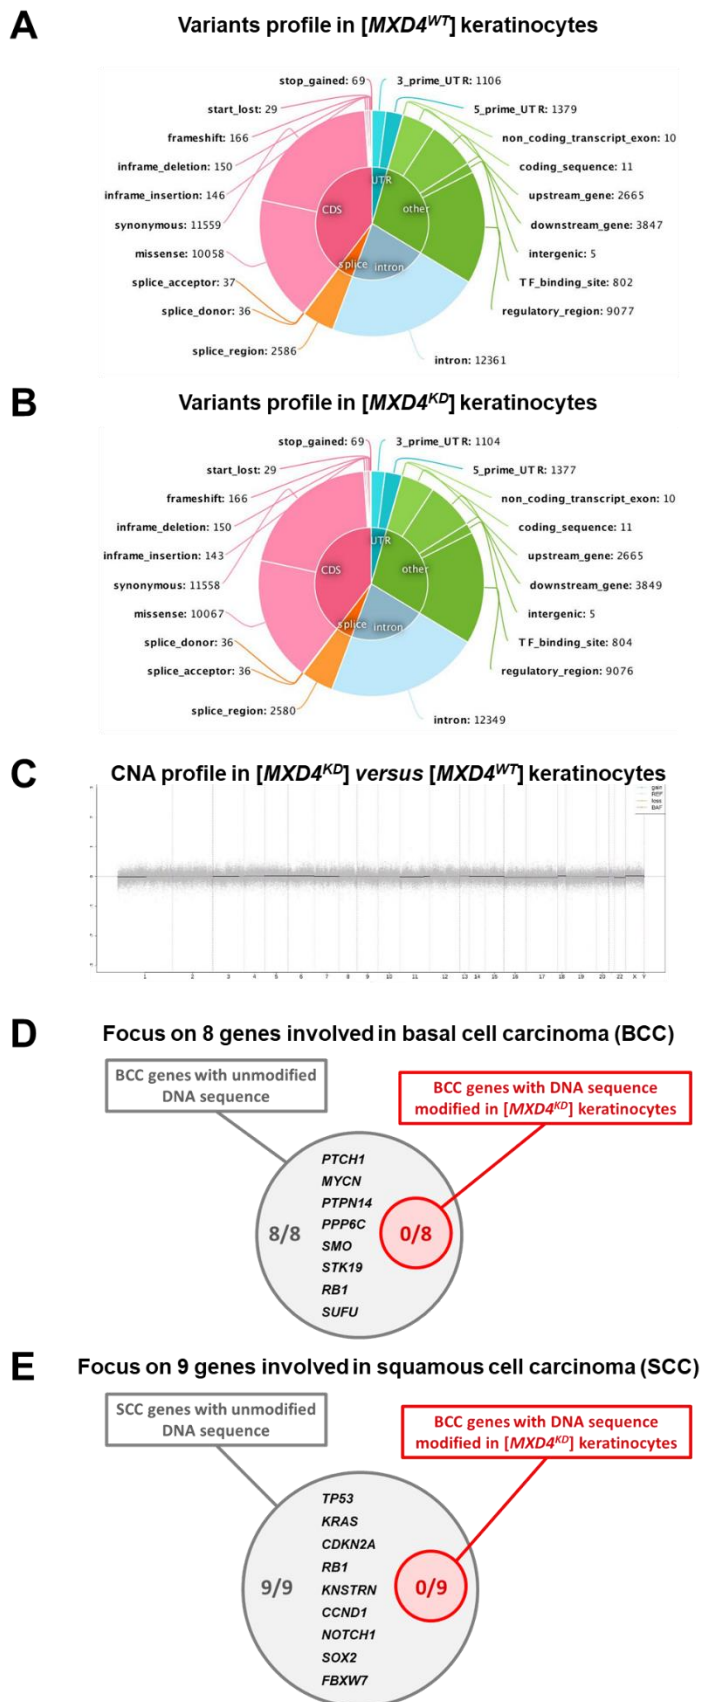 A
Variants profile in [MXD4WT] keratinocytes
stop_gained: 69
3_prime_UTR: 1106
start_lost: 29
5_prime_UTR: 1379
frameshift: 166
non_coding_transcript_exon: 10
inframe_deletion: 150
coding_sequence: 11
inframe_insertion: 146
upstream_gene: 2665
synonymous: 11559
downstream_gene: 3847
missense: 10058
intergenic: 5
splice_acceptor: 37
TF_binding_site: 802
splice_donor: 36
regulatory_region: 9077
splice_region: 2586
intron: 12361
UTR
CDS
other
splice
intron
B
Variants profile in [MXD4KD] keratinocytes
stop_gained: 69
3_prime_UTR: 1104
start_lost: 29
5_prime_UTR: 1377
frameshift: 166
non_coding_transcript_exon: 10
inframe_deletion: 150
coding_sequence: 11
inframe_insertion: 143
upstream_gene: 2665
synonymous: 11558
downstream_gene: 3849
missense: 10067
intergenic: 5
splice_donor: 36
TF_binding_site: 804
splice_acceptor: 36
regulatory_region: 9076
splice_region: 2580
intron: 12349
UTR
CDS
other
splice
intron
C
CNA profile in [MXD4KD] versus [MXD4WT] keratinocytes
gain
REF
loss
BAF
1 2 3 4 5 6 7 8 9 10 11 12 13 14 15 16 17 18 19 20 22 X Y
D
Focus on 8 genes involved in basal cell carcinoma (BCC)
BCC genes with unmodified
DNA sequence
BCC genes with DNA sequence
modified in [MXD4KD] keratinocytes
PTCH1
MYCN
PTPN14
PPP6C
SMO
STK19
RB1
SUFU
8/8
0/8
E
Focus on 9 genes involved in squamous cell carcinoma (SCC)
SCC genes with unmodified
DNA sequence
BCC genes with DNA sequence
modified in [MXD4KD] keratinocytes
TP53
KRAS
CDKN2A
RB1
KNSTRN
CCND1
NOTCH1
SOX2
FBXW7
9/9
0/9